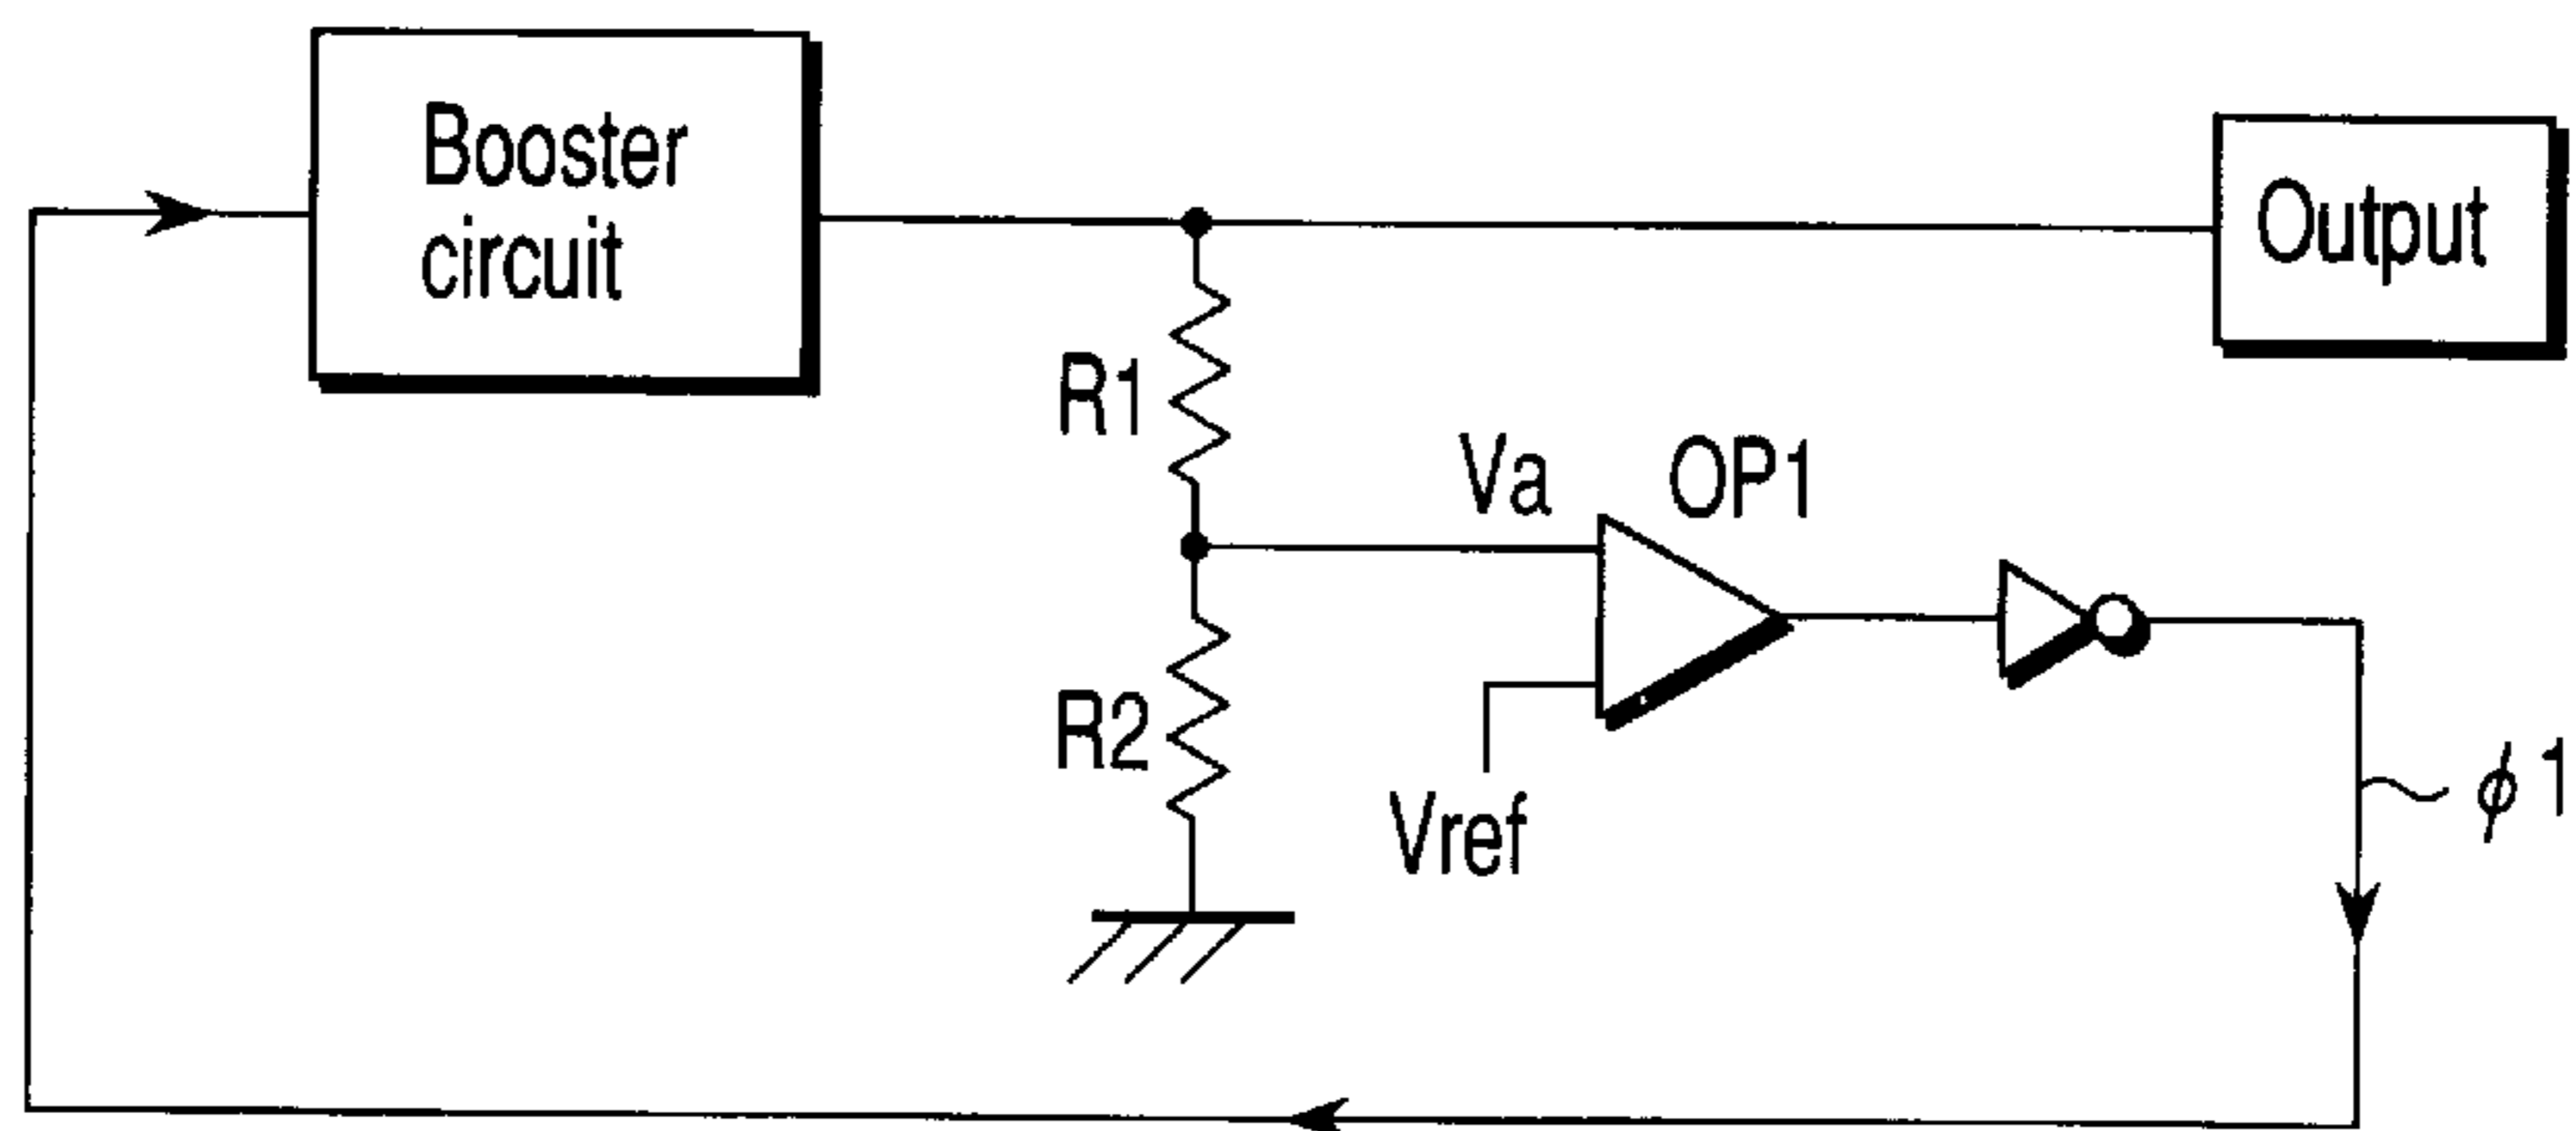 Booster
circuit
Output
R1
Va
OP1
R2
Vref
ϕ1